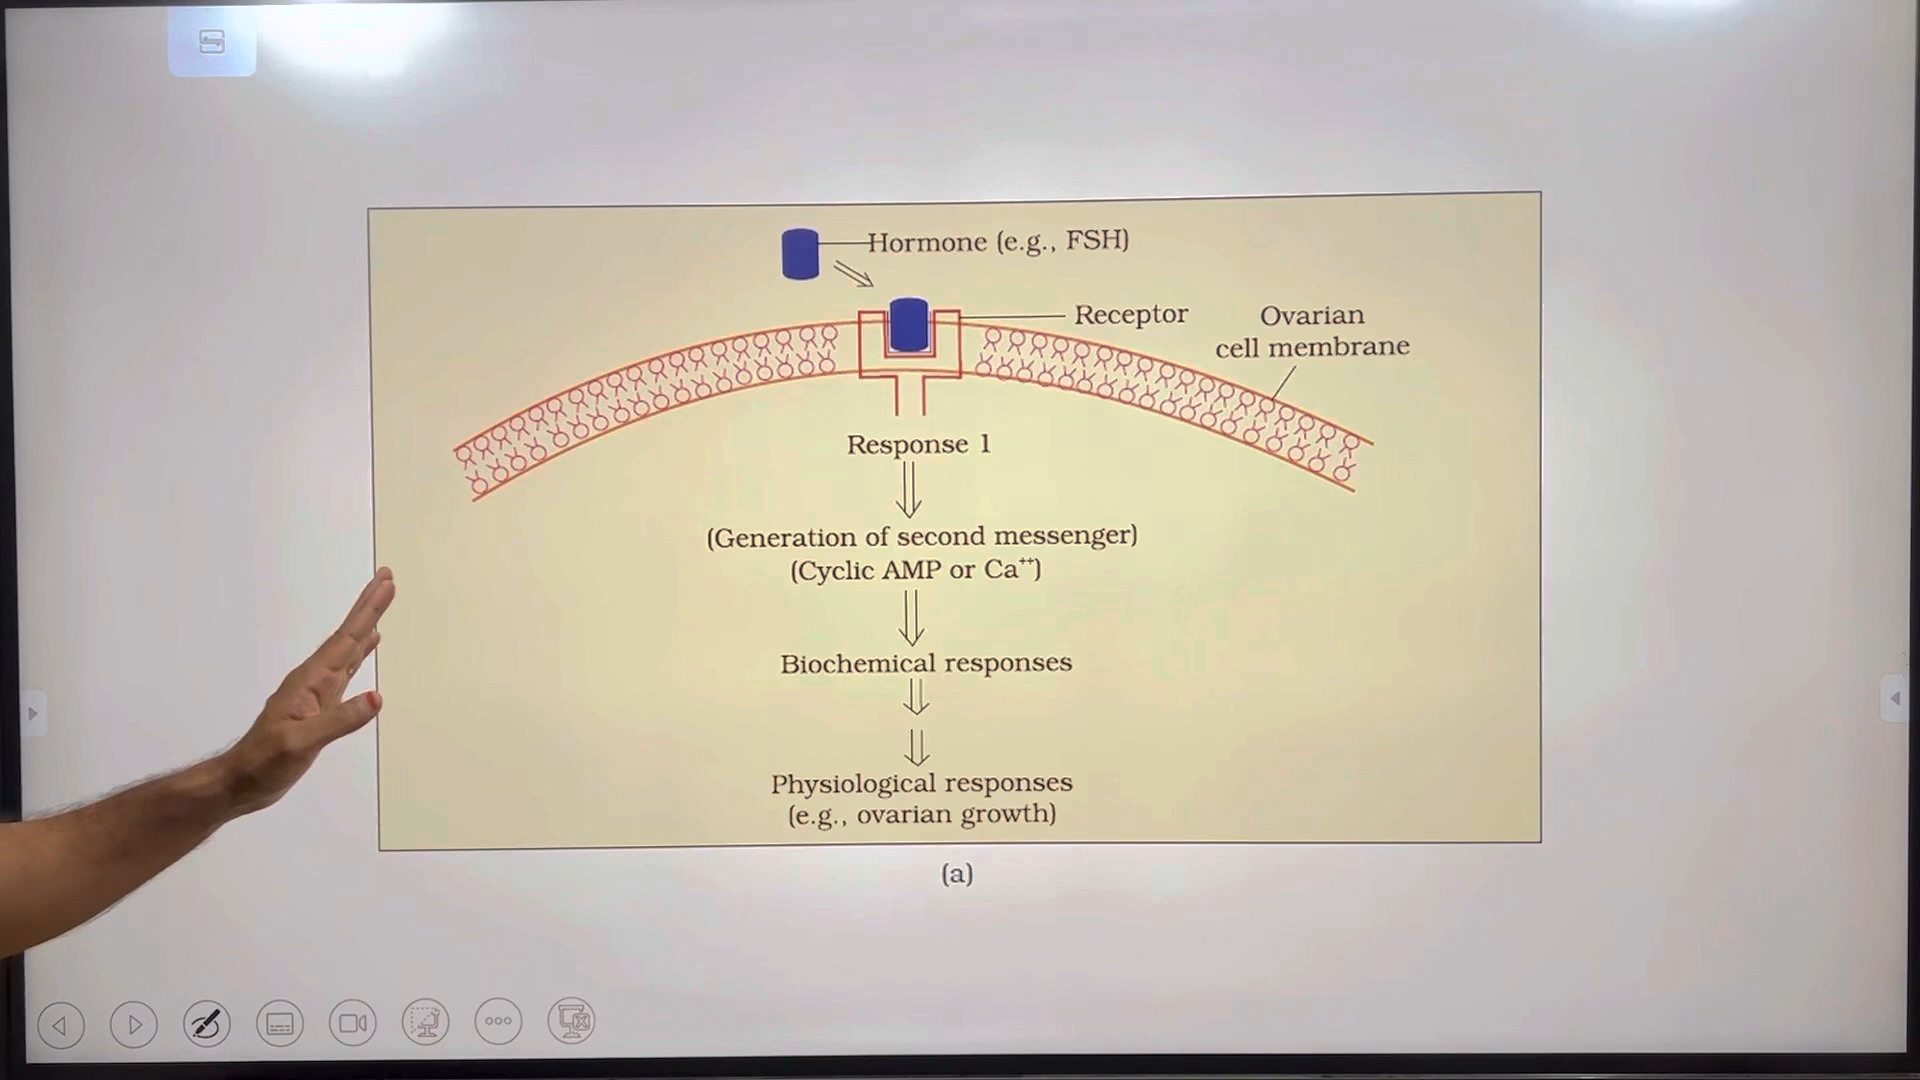 Hormone (e.g., FSH)
Receptor
Ovarian
cell membrane
Response 1
(Generation of second messenger)
(Cyclic AMP or Ca⁺⁺)
Biochemical responses
Physiological responses
(e.g., ovarian growth)
(a)